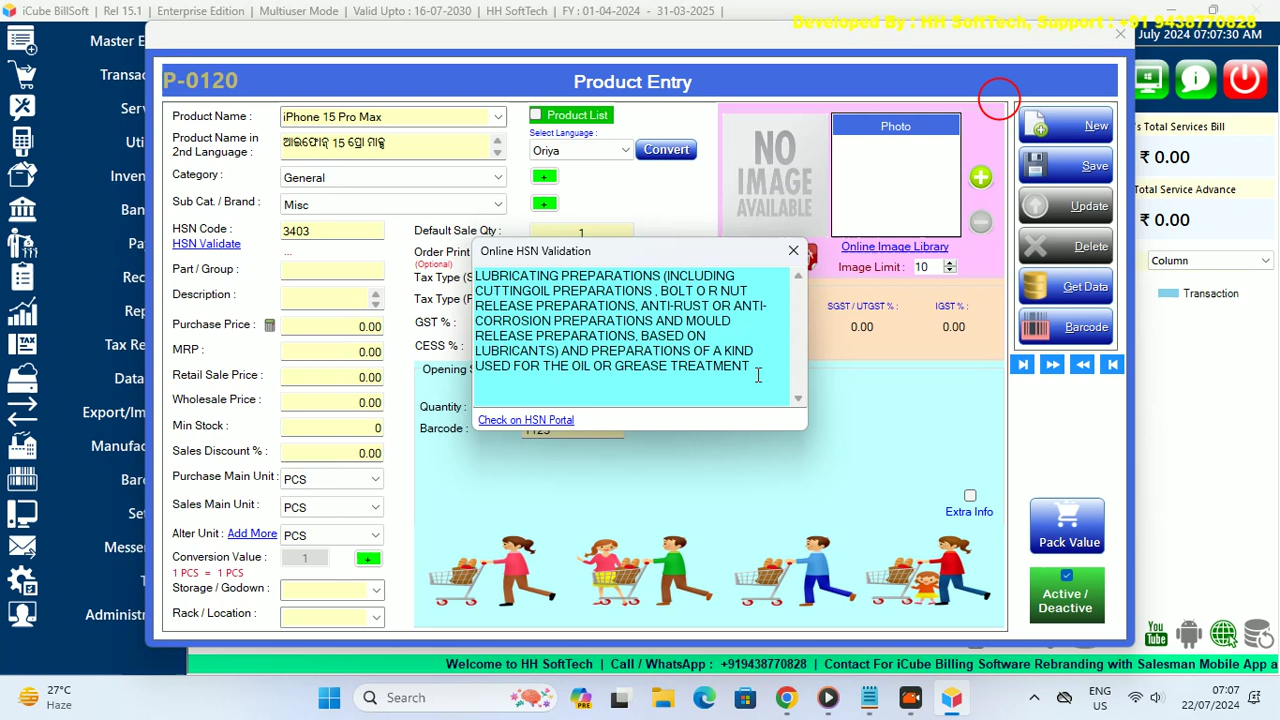 iCube BillSoft | Rel 15.1 | Enterprise Edition | Multiuser Mode | Valid Upto : 16-07-2030 | HH SoftTech | FY : 01-04-2024 - 31-03-
Developed By : HH SoftTech, Support : +91 9438770828
July 2024 07:07:30 AM
Master E
Transac
Serv
Uti
Inven
Ban
Pa
Rec
Rep
Tax Re
Data
Export/Im
Manufac
Bar
Set
Messen
T
Administ
P-0120
Product Entry
Product Name :
iPhone 15 Pro Max
Product List
Product Name in
2nd Language :
ଆଇଫୋନ୍ 15 ପ୍ରୋ ମାକ୍ସ
Select Language :
Oriya
Convert
Category :
General
+
Sub Cat. / Brand :
Misc
+
HSN Code :
3403
HSN Validate
...
Default Sale Qty :
1
Order Print
(Optional)
Part / Group :
Tax Type (S
Description :
Tax Type (P
Purchase Price :
0.00
GST % :
MRP :
0.00
CESS % :
Retail Sale Price :
0.00
Opening S
Wholesale Price :
0.00
Quantity :
Min Stock :
0
Barcode :
Sales Discount % :
0.00
Purchase Main Unit :
PCS
Sales Main Unit :
PCS
Alter Unit :
Add More
PCS
Conversion Value :
1
+
1 PCS = 1 PCS
Storage / Godown :
Rack / Location :
NO
IMAGE
AVAILABLE
Photo
Online Image Library
Image Limit :
10
SGST / UTGST %
IGST %
0.00
0.00
Online HSN Validation
LUBRICATING PREPARATIONS (INCLUDING
CUTTINGOIL PREPARATIONS , BOLT O R NUT
RELEASE PREPARATIONS, ANTI-RUST OR ANTI-
CORROSION PREPARATIONS AND MOULD
RELEASE PREPARATIONS, BASED ON
LUBRICANTS) AND PREPARATIONS OF A KIND
USED FOR THE OIL OR GREASE TREATMENT
Check on HSN Portal
Extra Info
New
Save
Update
Delete
Get Data
Barcode
Pack Value
Active /
Deactive
's Total Services Bill
₹ 0.00
Total Service Advance
₹ 0.00
Column
Transaction
You
Tube
Welcome to HH SoftTech | Call / WhatsApp : +919438770828 | Contact For iCube Billing Software Rebranding with Salesman Mobile App a
27°C
Haze
Search
PRE
ENG
US
07:07
22/07/2024